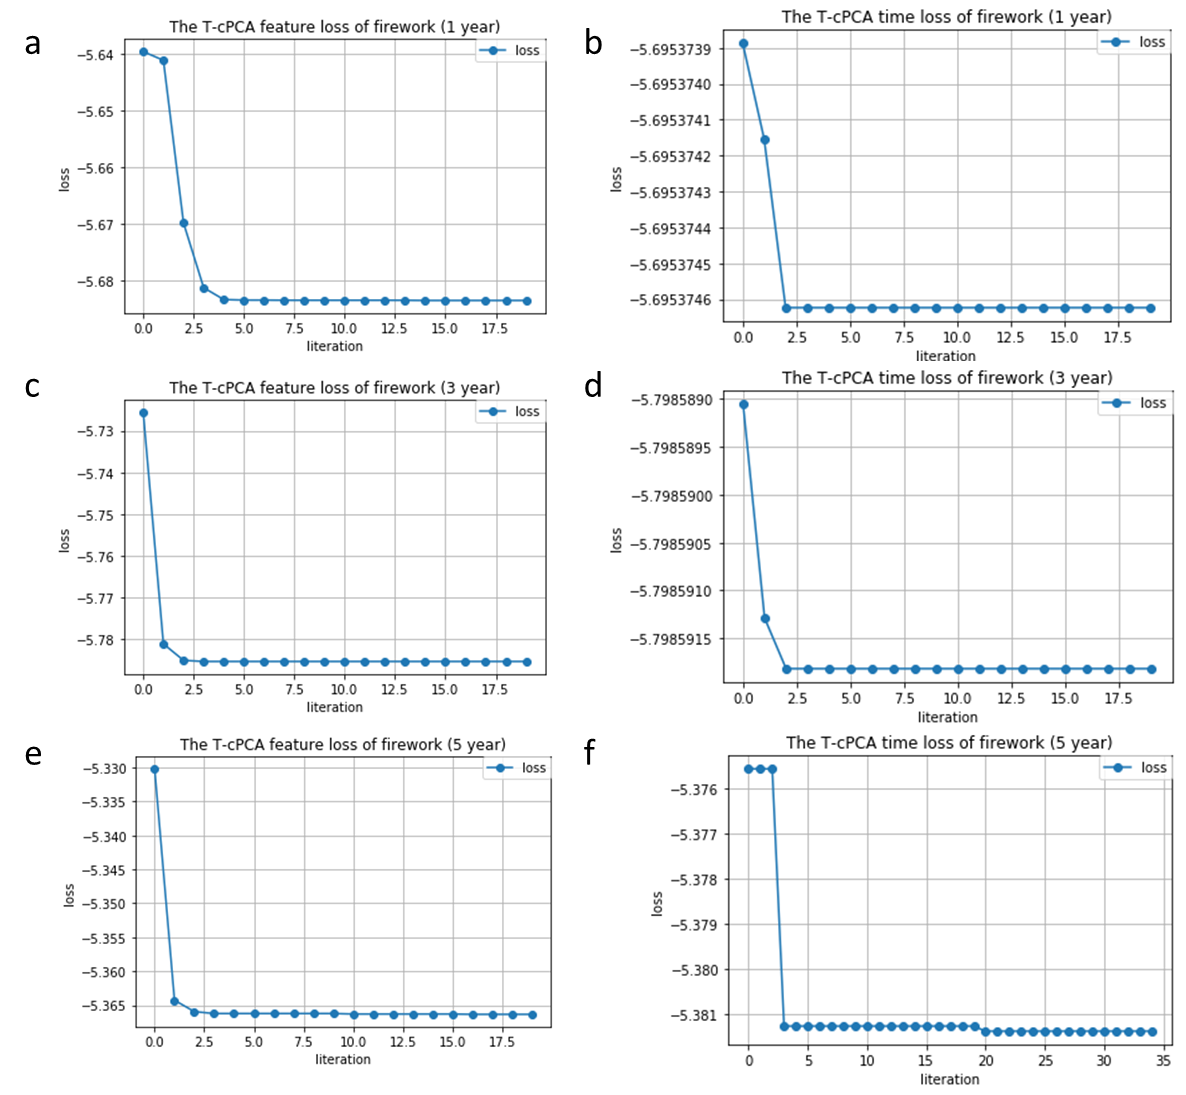 a
The T-cPCA feature loss of firework (1 year)
loss
−5.64
−5.65
−5.66
−5.67
−5.68
loss
0.0 2.5 5.0 7.5 10.0 12.5 15.0 17.5
Iiteration
b
The T-cPCA time loss of firework (1 year)
loss
−5.6953739
−5.6953740
−5.6953741
−5.6953742
−5.6953743
−5.6953744
−5.6953745
−5.6953746
loss
0.0 2.5 5.0 7.5 10.0 12.5 15.0 17.5
Iiteration
c
The T-cPCA feature loss of firework (3 year)
loss
−5.73
−5.74
−5.75
−5.76
−5.77
−5.78
loss
0.0 2.5 5.0 7.5 10.0 12.5 15.0 17.5
Iiteration
d
The T-cPCA time loss of firework (3 year)
loss
−5.7985890
−5.7985895
−5.7985900
−5.7985905
−5.7985910
−5.7985915
loss
0.0 2.5 5.0 7.5 10.0 12.5 15.0 17.5
Iiteration
e
The T-cPCA feature loss of firework (5 year)
loss
−5.330
−5.335
−5.340
−5.345
−5.350
−5.355
−5.360
−5.365
loss
0.0 2.5 5.0 7.5 10.0 12.5 15.0 17.5
Iiteration
f
The T-cPCA time loss of firework (5 year)
loss
−5.376
−5.377
−5.378
−5.379
−5.380
−5.381
loss
0 5 10 15 20 25 30 35
Iiteration